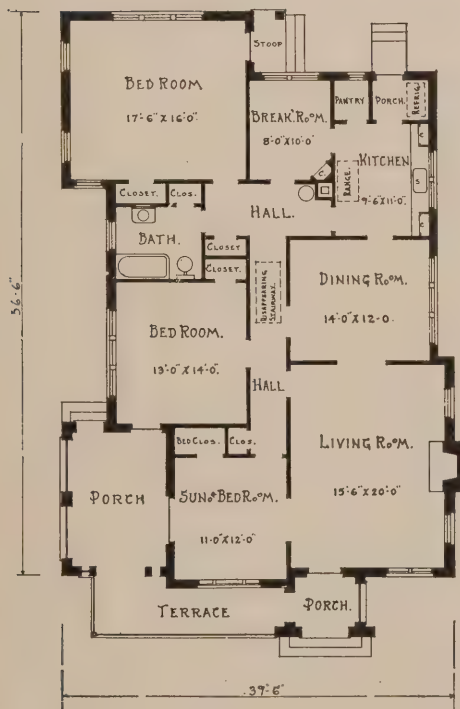 STOOP
BED ROOM
17'-6" X 16'-0"
BREAK. ROOM.
8'-0" X 10'-0"
PANTRY
PORCH.
REFRIG.
KITCHEN
9'-6" X 11'-0"
RANGE.
C
S
C
C.
CLOSET.
CLOS.
HALL.
BATH.
CLOSET
CLOSET.
DISAPPEARING
STAIRWAY.
DINING ROOM.
14'-0" X 12'-0"
BED ROOM.
13'-0" X 14'-0"
HALL
LIVING ROOM.
15'-6" X 20'-0"
BED CLOS.
CLOS.
PORCH
SUN OR BED ROOM.
11'-0" X 12'-0"
TERRACE
PORCH.
56'-6"
39'-6"